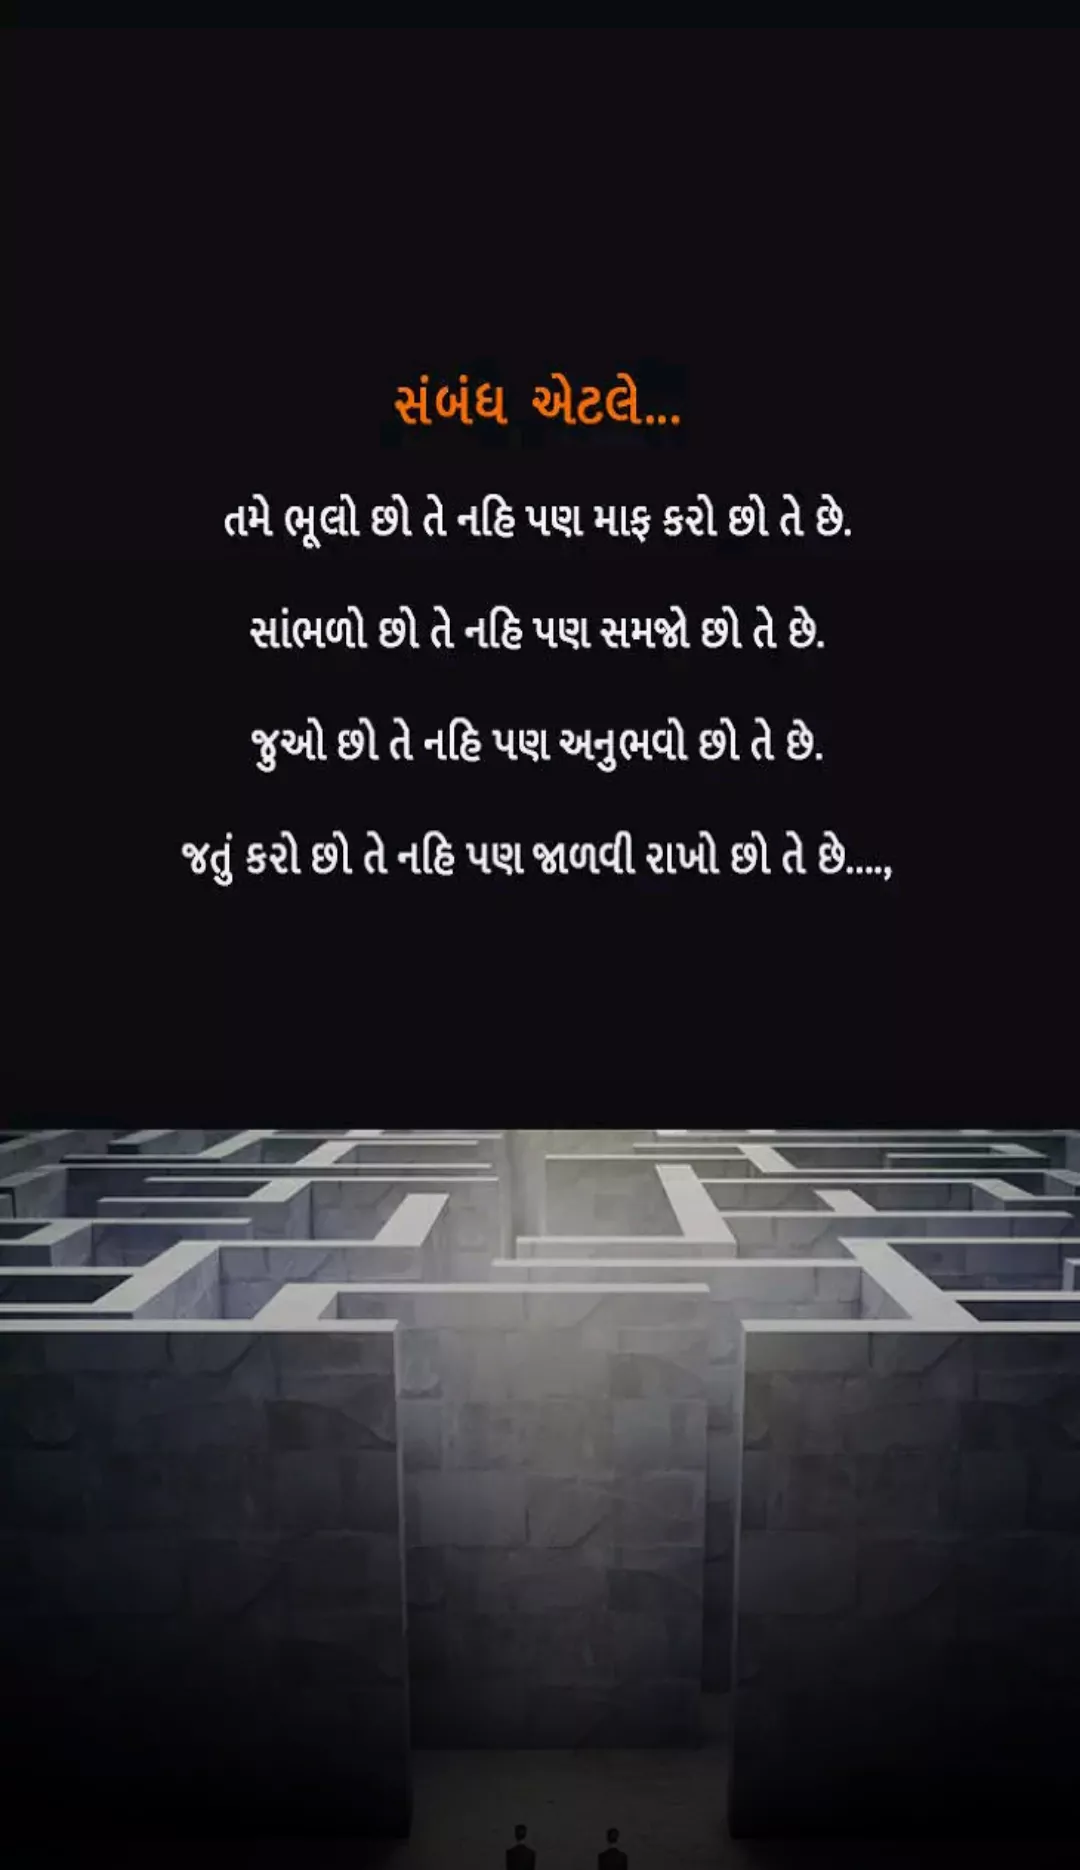 સંબંધ એટલે...
તમે ભૂલો છો તે નહિ પણ માફ કરો છો તે છે.
સાંભળો છો તે નહિ પણ સમજો છો તે છે.
જુઓ છો તે નહિ પણ અનુભવો છો તે છે.
જતું કરો છો તે નહિ પણ જાળવી રાખો છો તે છે....,